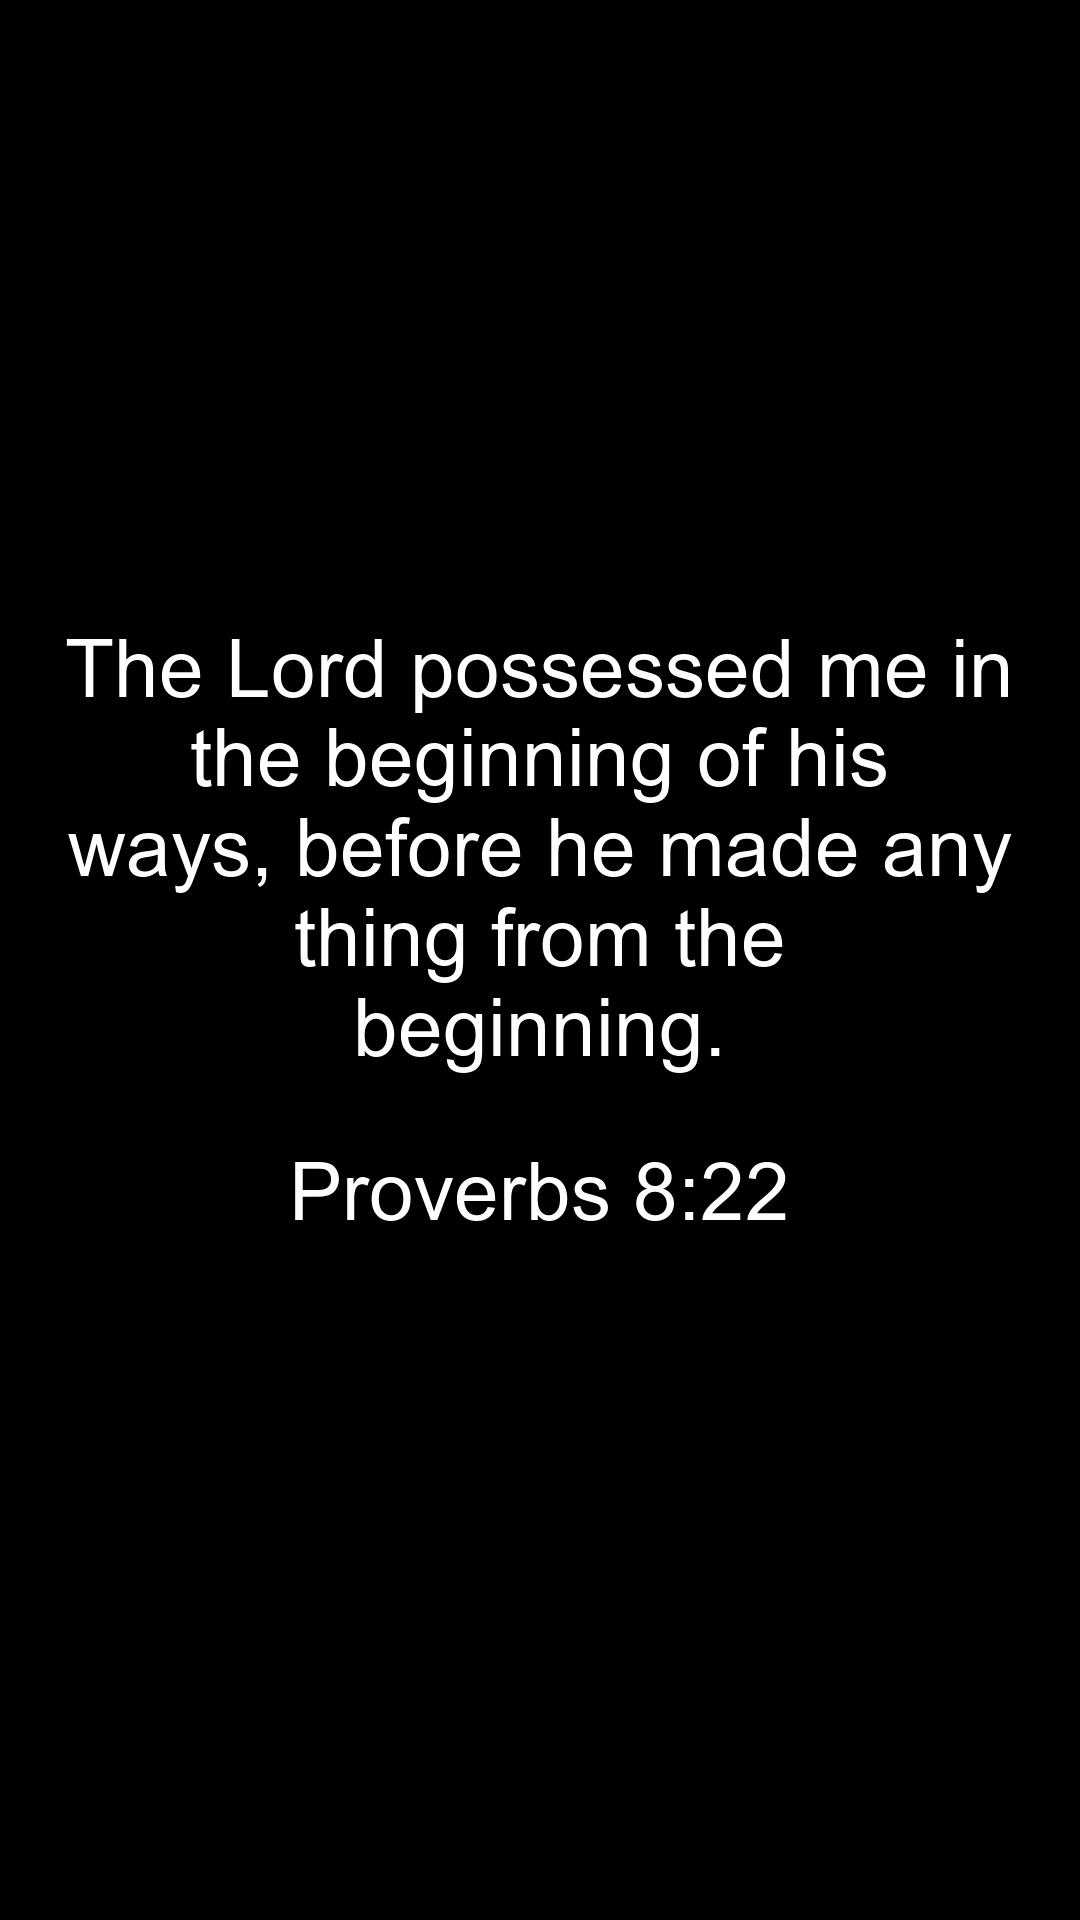 The Lord possessed me in
the beginning of his
ways, before he made any
thing from the
beginning.
Proverbs 8:22